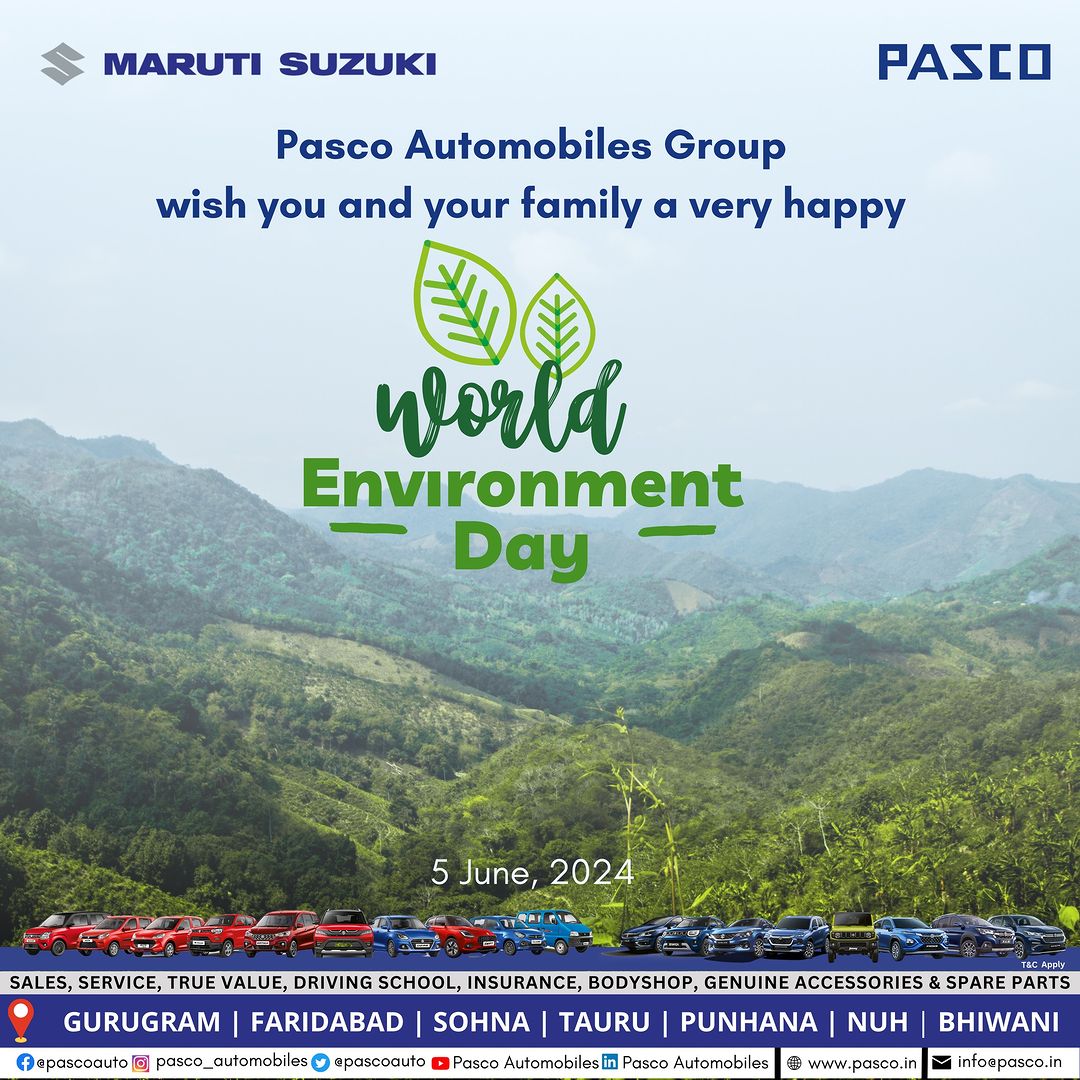 MARUTI SUZUKI
PASCO
Pasco Automobiles Group
wish you and your family a very happy
World
Environment
Day
5 June, 2024
T&C Apply
SALES, SERVICE, TRUE VALUE, DRIVING SCHOOL, INSURANCE, BODYSHOP, GENUINE ACCESSORIES & SPARE PARTS
GURUGRAM | FARIDABAD | SOHNA | TAURU | PUNHANA | NUH | BHIWANI
@pascoauto pasco_automobiles @pascoauto Pasco Automobiles Pasco Automobiles www.pasco.in info@pasco.in